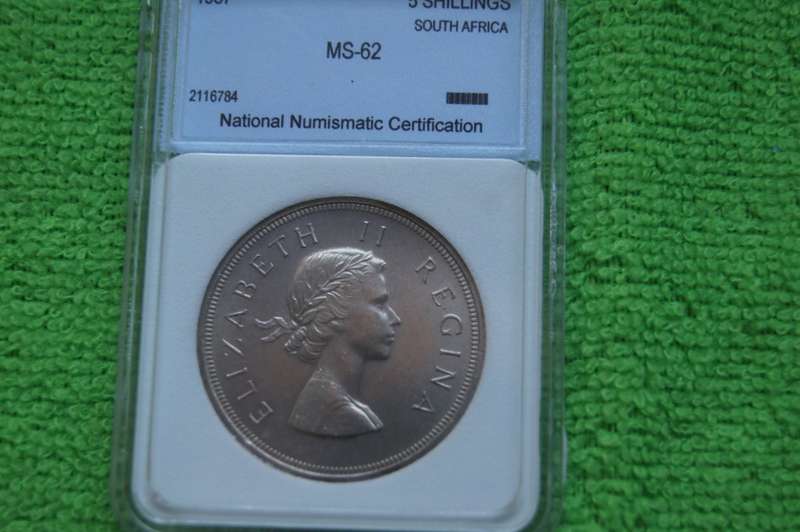 5 SHILLINGS
SOUTH AFRICA
MS-62
2116784
National Numismatic Certification
ELIZABETH II REGINA